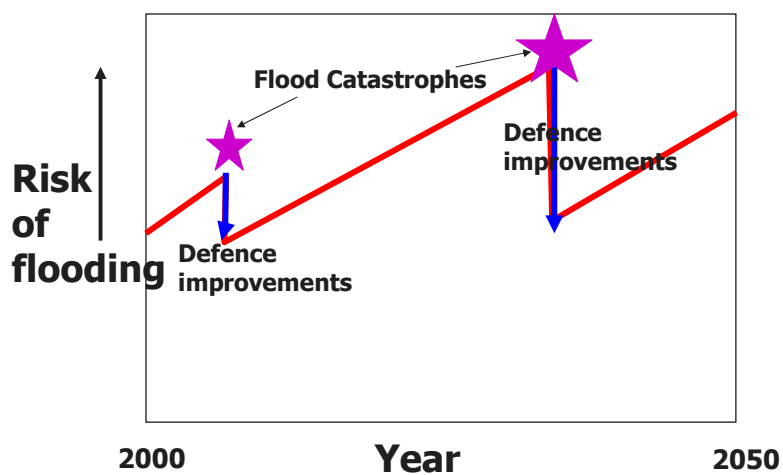 Flood Catastrophes
Defence
improvements
Risk
of
flooding
Defence
improvements
2000
Year
2050